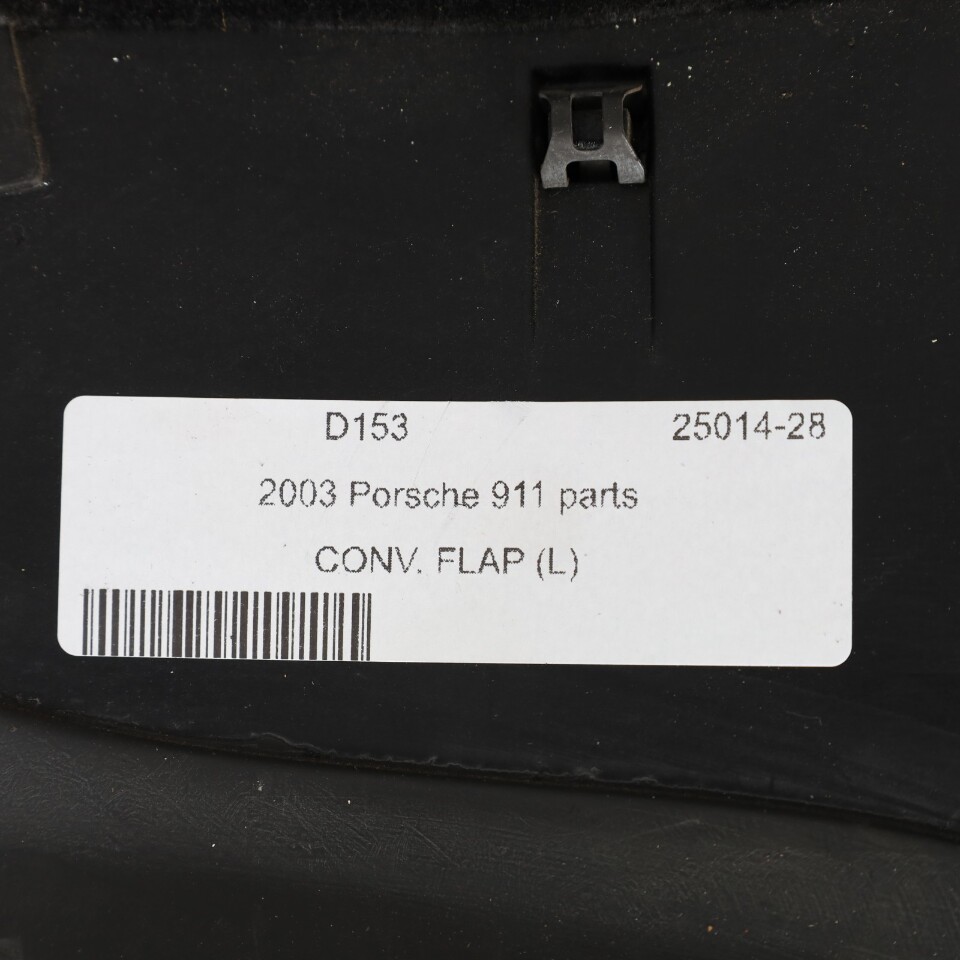 D153 25014-28
2003 Porsche 911 parts
CONV. FLAP (L)